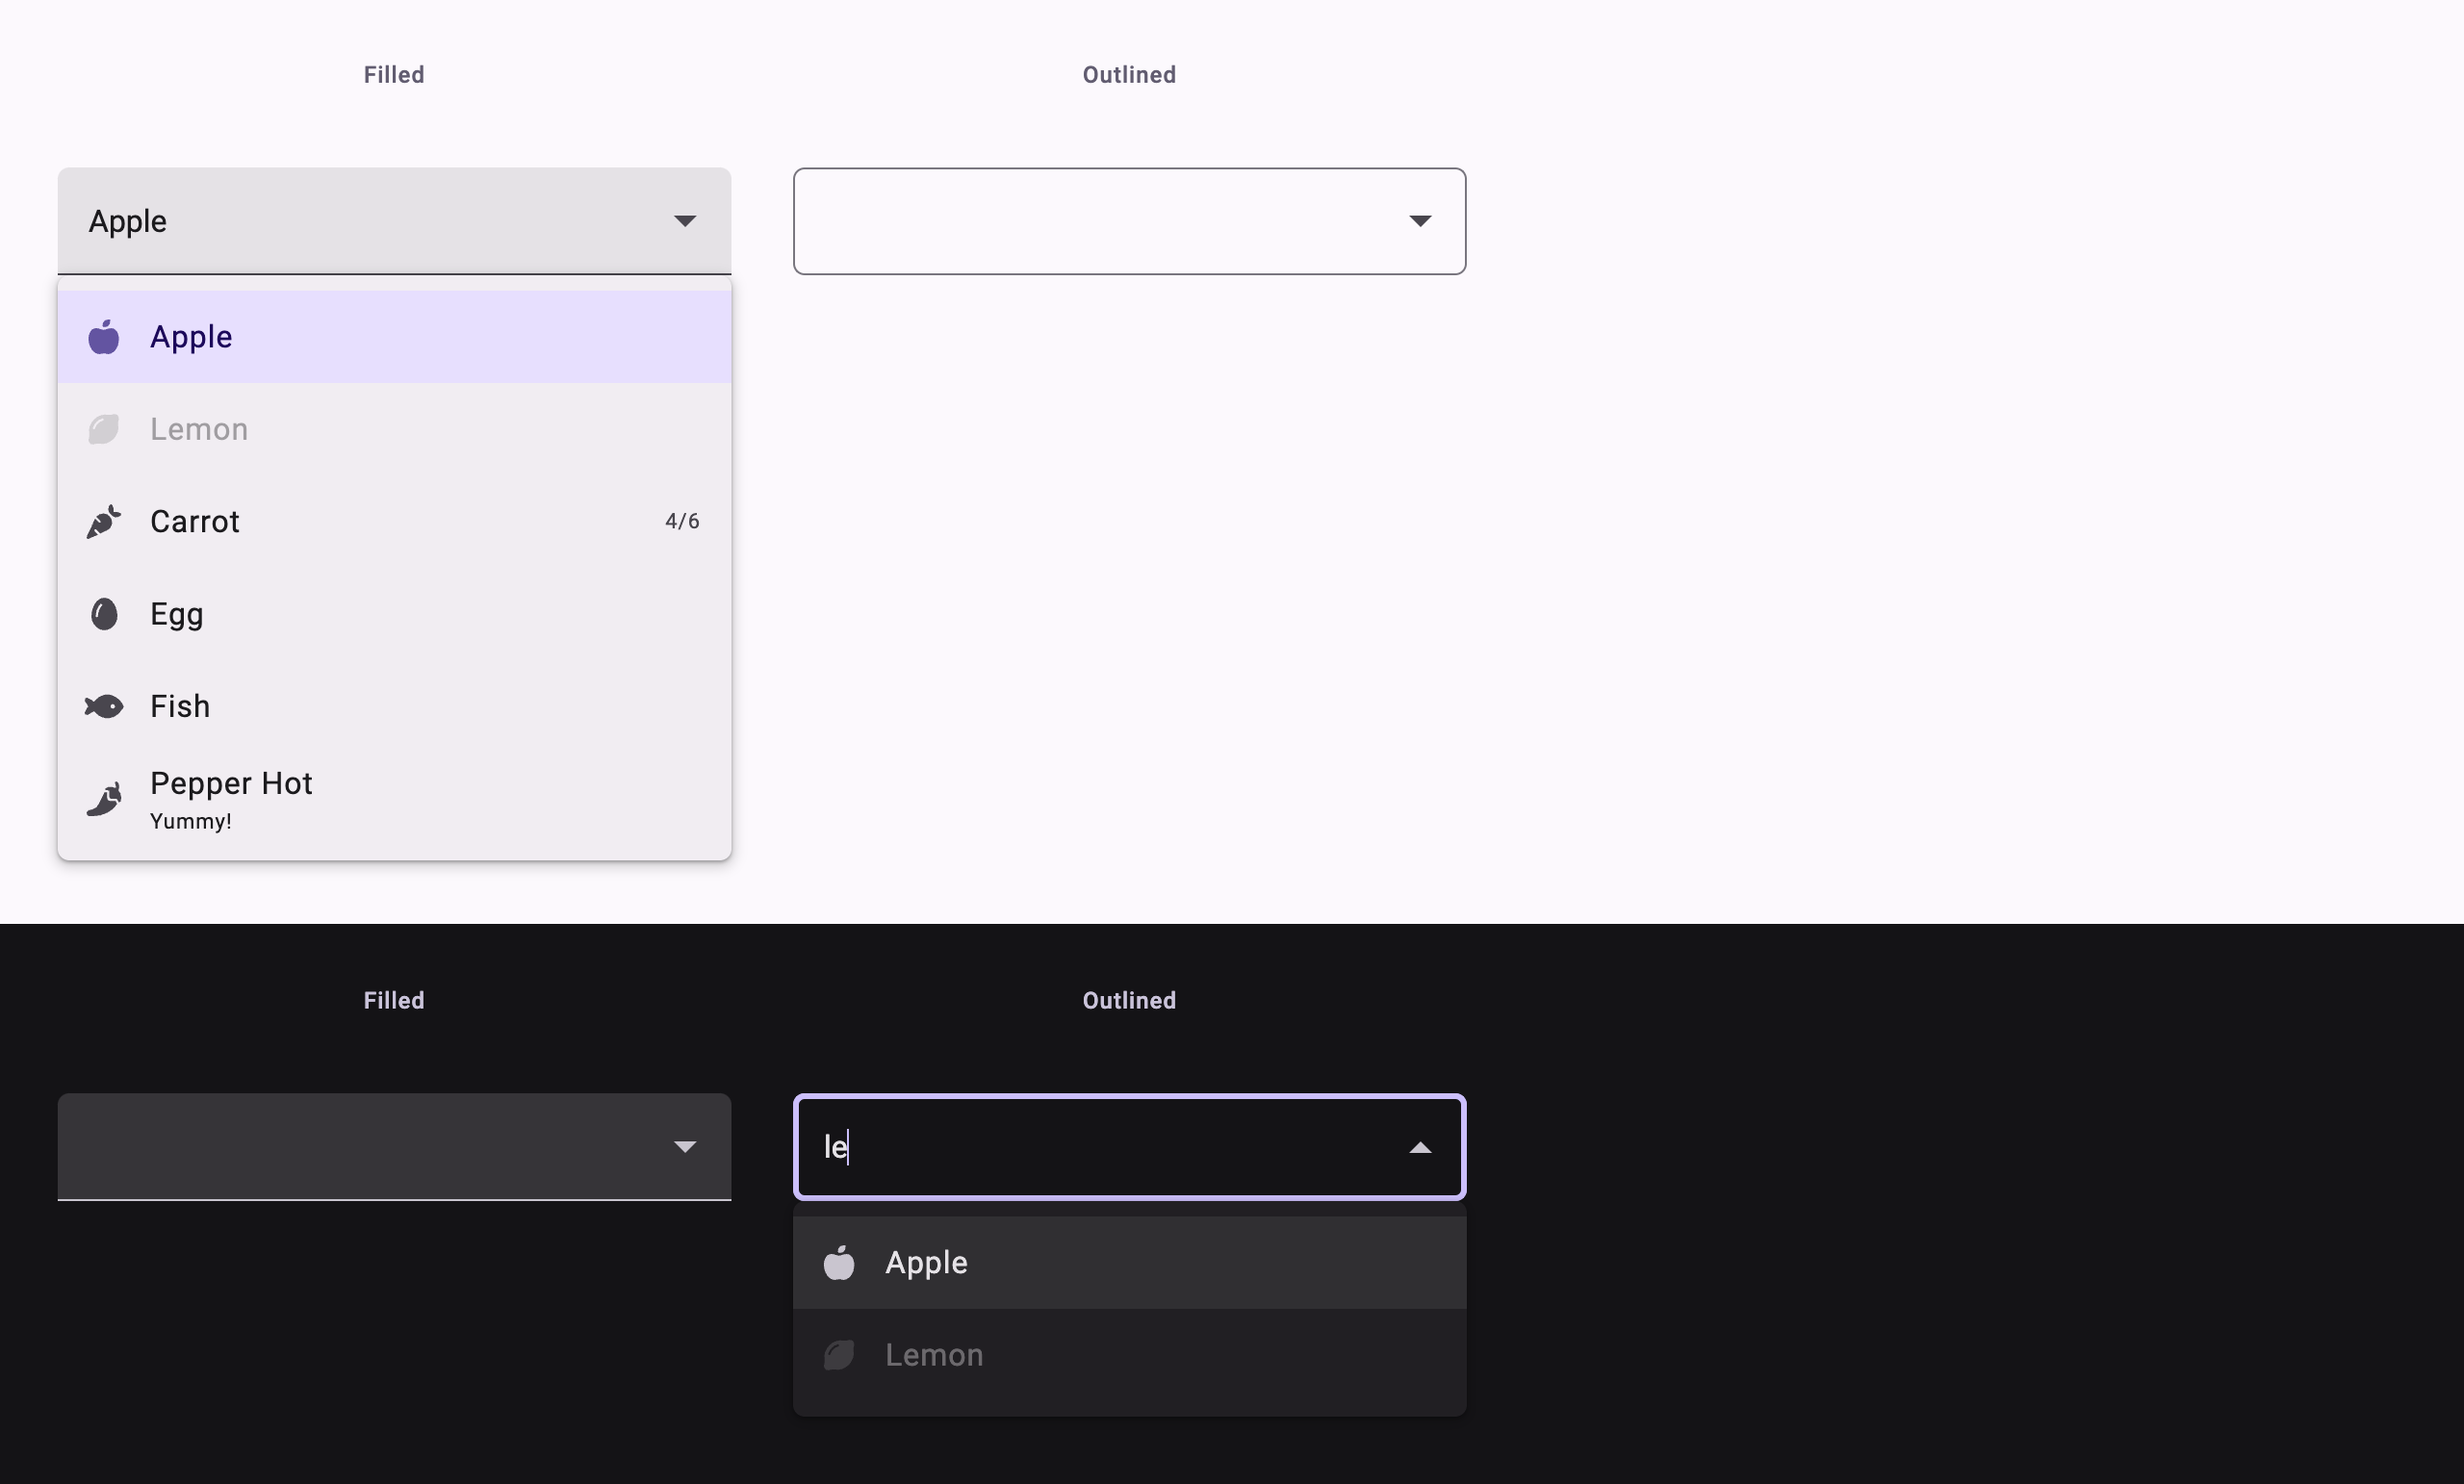 Filled
Outlined
Apple
Apple
Lemon
Carrot 4/6
Egg
Fish
Pepper Hot
Yummy!
Filled
Outlined
le
Apple
Lemon